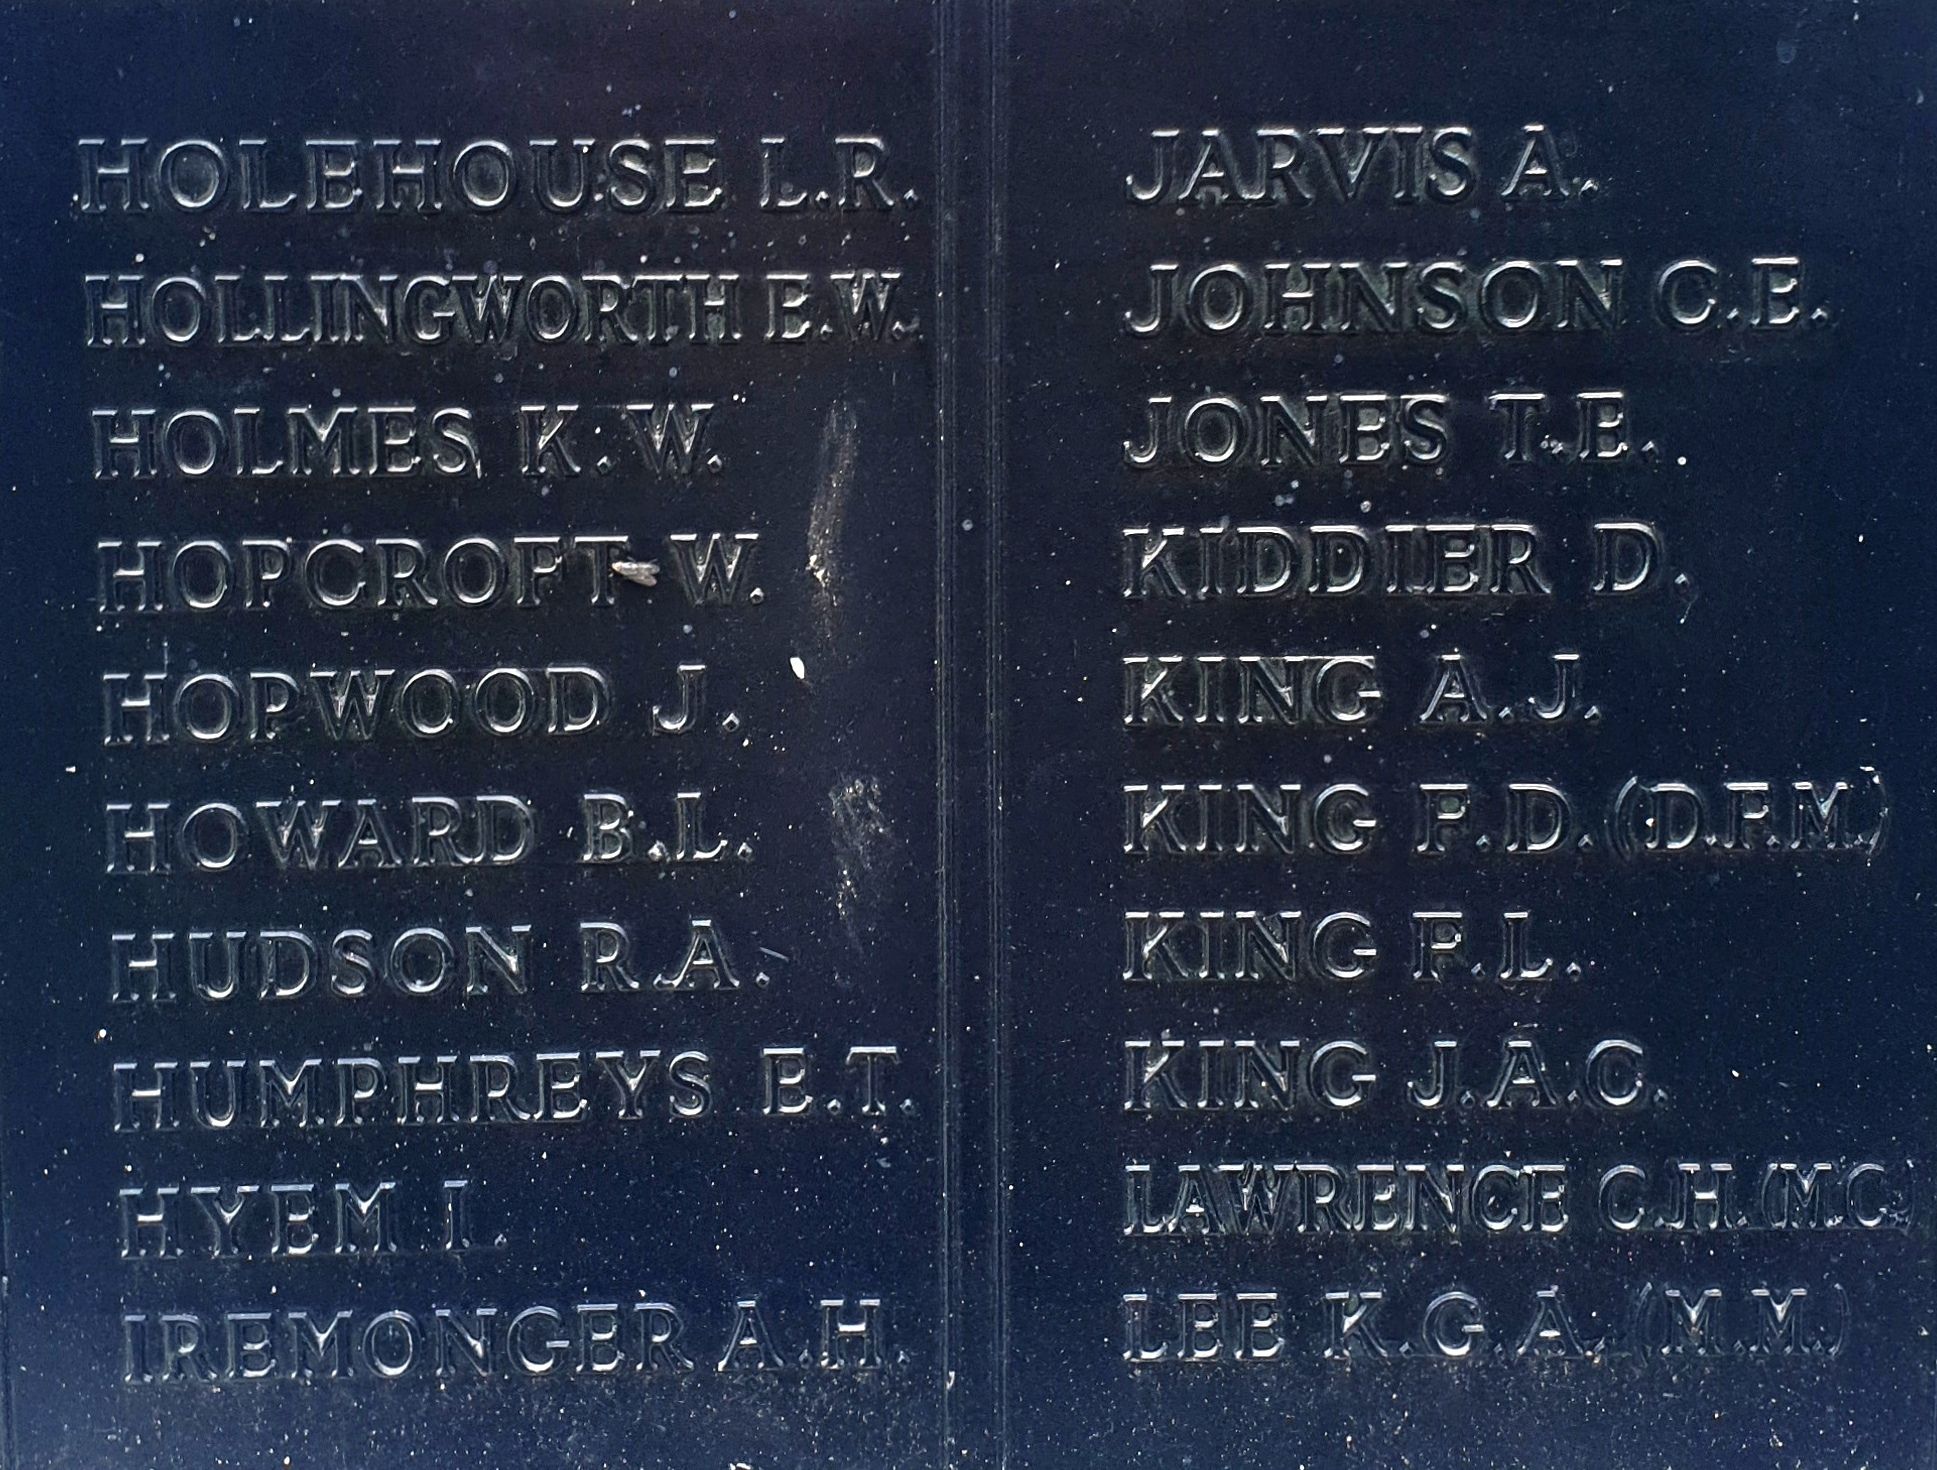 HOLEHOUSE L.R.
HOLLINGWORTH E.W.
HOLMES K.W.
HOPCROFT W.
HOPWOOD J.
HOWARD B.L.
HUDSON R.A.
HUMPHREYS E.T.
HYEM I.
IREMONGER A.H.
JARVIS A.
JOHNSON C.E.
JONES T.E.
KIDDIER D.
KING A.J.
KING F.D. (D.F.M.)
KING F.L.
KING J.A.C.
LAWRENCE C.H. (M.C.)
LEE K.G.A. (M.M.)